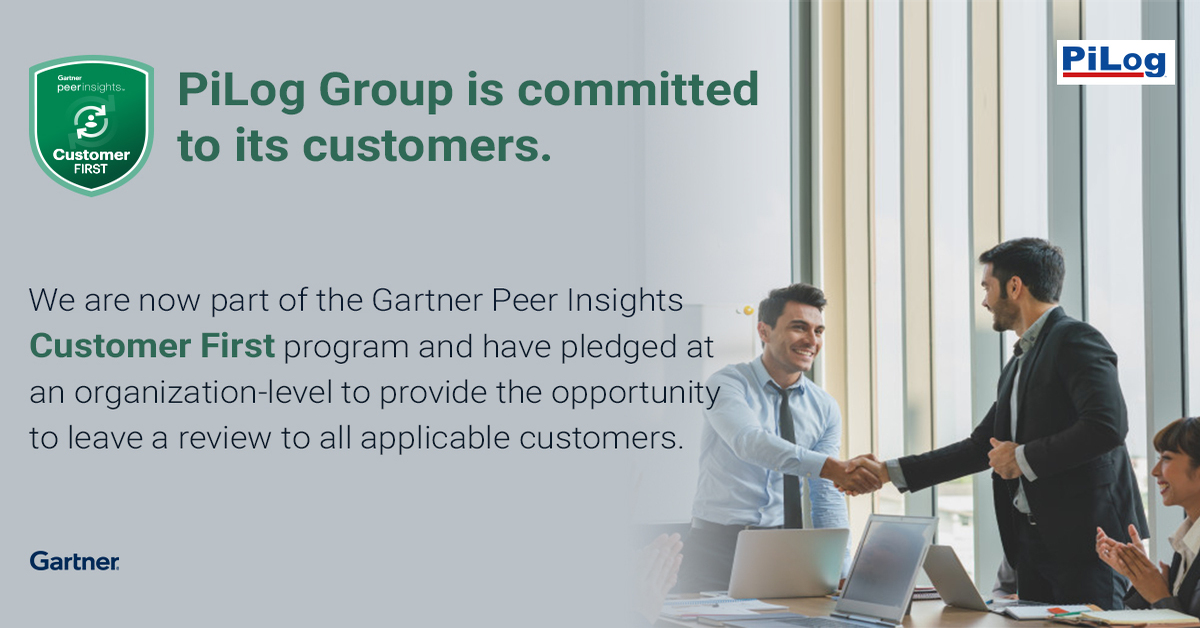 Gartner
peerinsights™
Customer
FIRST
PiLog Group is committed
to its customers.
PiLog
We are now part of the Gartner Peer Insights
Customer First program and have pledged at
an organization-level to provide the opportunity
to leave a review to all applicable customers.
Gartner